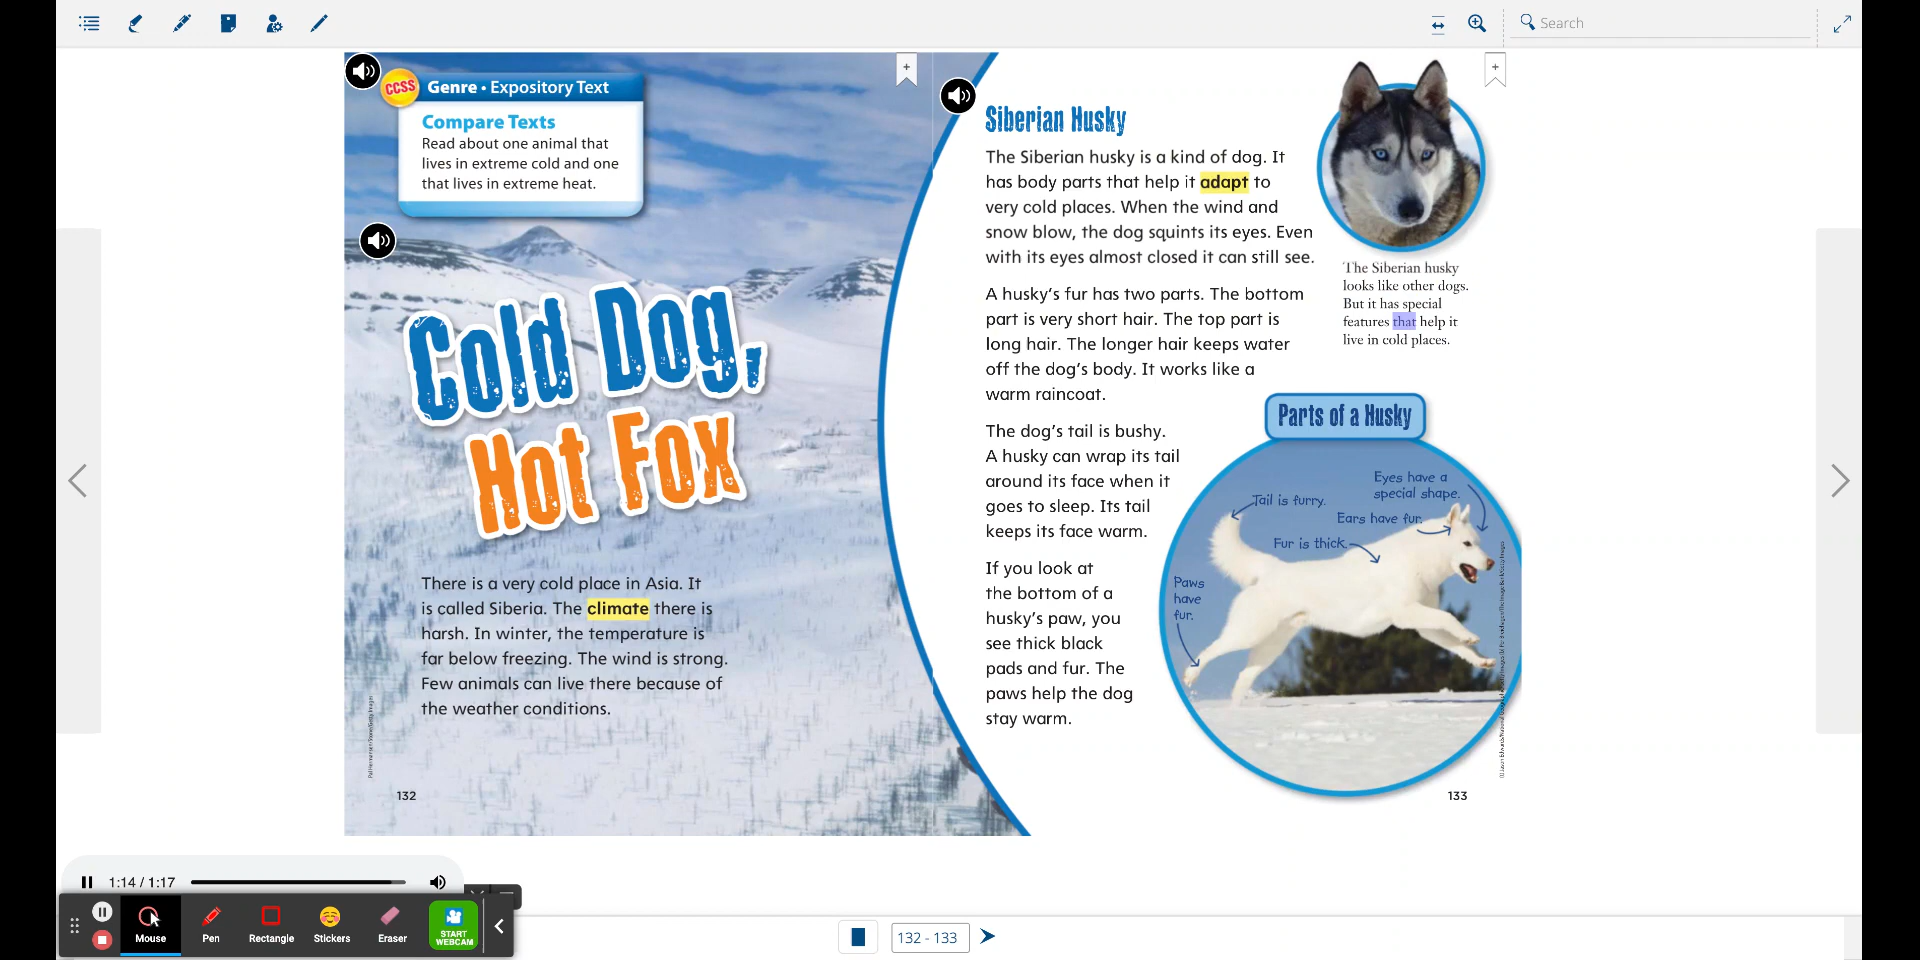 Search
CCSS Genre • Expository Text
Compare Texts
Read about one animal that
lives in extreme cold and one
that lives in extreme heat.
Cold Dog,
Hot Fox
There is a very cold place in Asia. It
is called Siberia. The climate there is
harsh. In winter, the temperature is
far below freezing. The wind is strong.
Few animals can live there because of
the weather conditions.
132
Siberian Husky
The Siberian husky is a kind of dog. It
has body parts that help it adapt to
very cold places. When the wind and
snow blow, the dog squints its eyes. Even
with its eyes almost closed it can still see.
A husky's fur has two parts. The bottom
part is very short hair. The top part is
long hair. The longer hair keeps water
off the dog's body. It works like a
warm raincoat.
The dog's tail is bushy.
A husky can wrap its tail
around its face when it
goes to sleep. Its tail
keeps its face warm.
If you look at
the bottom of a
husky's paw, you
see thick black
pads and fur. The
paws help the dog
stay warm.
The Siberian husky
looks like other dogs.
But it has special
features that help it
live in cold places.
Parts of a Husky
Eyes have a
special shape.
Tail is furry.
Ears have fur.
Fur is thick.
Paws
have
fur.
133
1:14 / 1:17
Mouse
Pen
Rectangle
Stickers
Eraser
START
WEBCAM
132 - 133